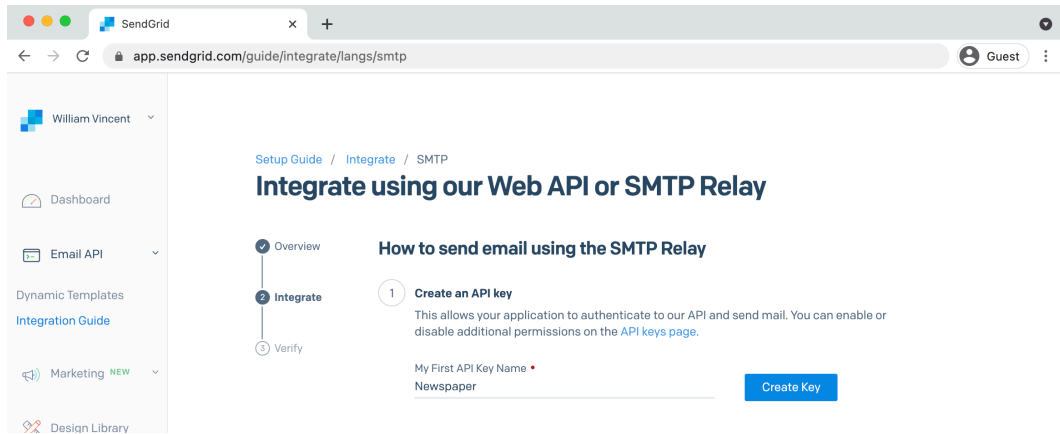 SendGrid
app.sendgrid.com/guide/integrate/langs/smtp
Guest
William Vincent
Dashboard
Email API
Dynamic Templates
Integration Guide
Marketing NEW
Design Library
Setup Guide / Integrate / SMTP
Integrate using our Web API or SMTP Relay
Overview
2 Integrate
3 Verify
How to send email using the SMTP Relay
1 Create an API key
This allows your application to authenticate to our API and send mail. You can enable or
disable additional permissions on the API keys page.
My First API Key Name •
Newspaper
Create Key